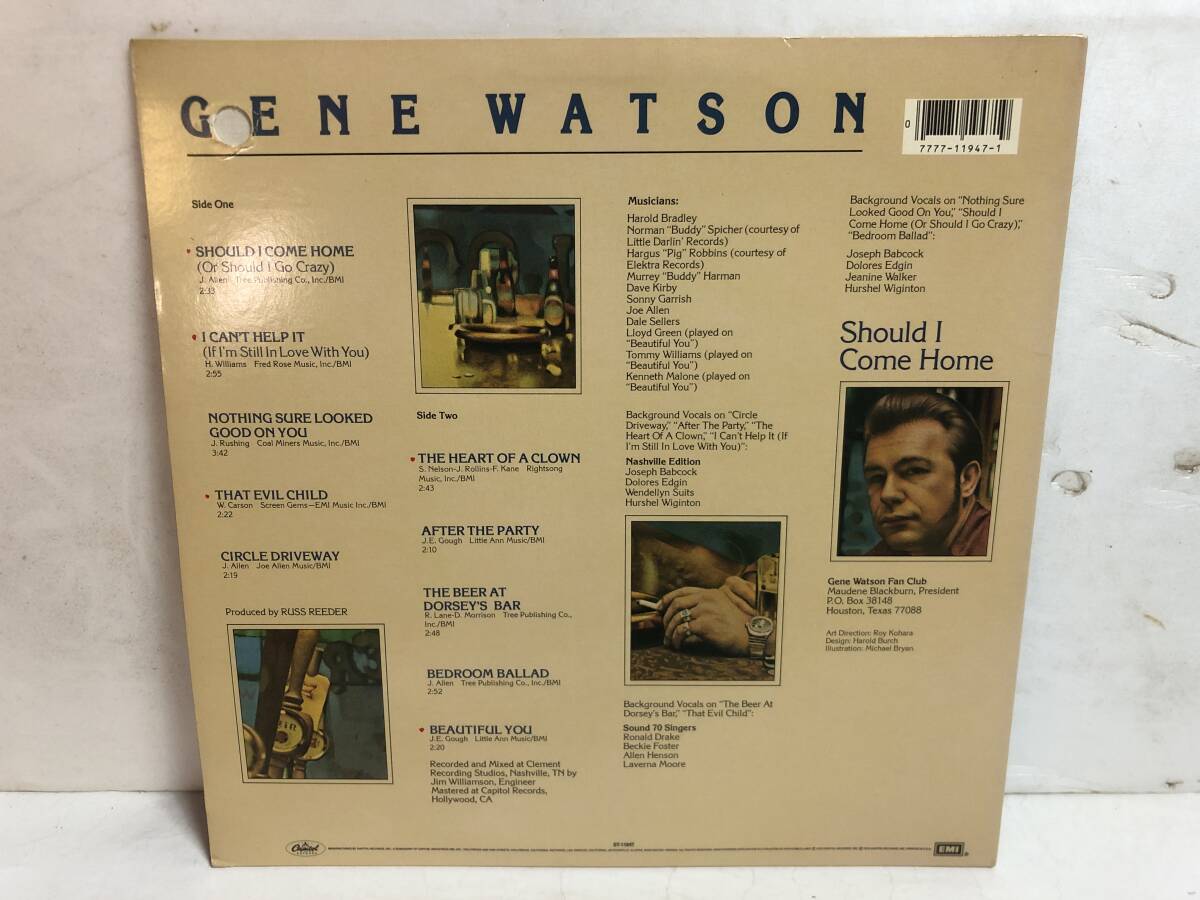 GENE WATSON
0
7777-11947-1
Side One
SHOULD I COME HOME
(Or Should I Go Crazy)
J. Allen Tree Publishing Co., Inc./BMI
2:33
I CAN'T HELP IT
(If I'm Still In Love With You)
H. Williams Fred Rose Music, Inc./BMI
2:55
NOTHING SURE LOOKED
GOOD ON YOU
J. Rushing Coal Miners Music, Inc./BMI
3:42
THAT EVIL CHILD
W. Carson Screen Gems—EMI Music Inc./BMI
2:22
CIRCLE DRIVEWAY
J. Allen Joe Allen Music/BMI
2:19
Produced by RUSS REEDER
Side Two
THE HEART OF A CLOWN
S. Nelson-J. Rollins-F. Kane Rightsong
Music, Inc./BMI
2:43
AFTER THE PARTY
J.E. Gough Little Ann Music/BMI
2:10
THE BEER AT
DORSEY'S BAR
R. Lane-D. Morrison Tree Publishing Co.,
Inc./BMI
2:48
BEDROOM BALLAD
J. Allen Tree Publishing Co., Inc./BMI
2:52
BEAUTIFUL YOU
J.E. Gough Little Ann Music/BMI
2:20
Recorded and Mixed at Clement
Recording Studios, Nashville, TN by
Jim Williamson, Engineer
Mastered at Capitol Records,
Hollywood, CA
Musicians:
Harold Bradley
Norman "Buddy" Spicher (courtesy of
Little Darlin' Records)
Hargus "Pig" Robbins (courtesy of
Elektra Records)
Murrey "Buddy" Harman
Dave Kirby
Sonny Garrish
Joe Allen
Dale Sellers
Lloyd Green (played on
"Beautiful You")
Tommy Williams (played on
"Beautiful You")
Kenneth Malone (played on
"Beautiful You")
Background Vocals on "Circle
Driveway," "After The Party," "The
Heart Of A Clown," "I Can't Help It (If
I'm Still In Love With You)":
Nashville Edition
Joseph Babcock
Dolores Edgin
Wendellyn Suits
Hurshel Wiginton
Background Vocals on "The Beer At
Dorsey's Bar," "That Evil Child":
Sound 70 Singers
Ronald Drake
Beckie Foster
Allen Henson
Laverna Moore
Background Vocals on "Nothing Sure
Looked Good On You," "Should I
Come Home (Or Should I Go Crazy),"
"Bedroom Ballad":
Joseph Babcock
Dolores Edgin
Jeanine Walker
Hurshel Wiginton
Should I
Come Home
Gene Watson Fan Club
Maudene Blackburn, President
P.O. Box 38148
Houston, Texas 77088
Art Direction: Roy Kohara
Design: Harold Burch
Illustration: Michael Bryan
Capitol
ST-11947
EMI